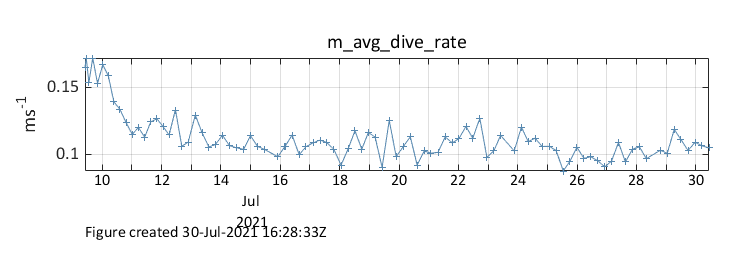 m_avg_dive_rate
ms-1
0.15
0.1
10 12 14 16 18 20 22 24 26 28 30
Jul
2021
Figure created 30-Jul-2021 16:28:33Z